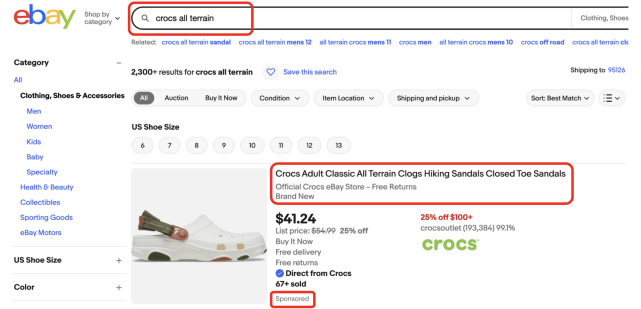 ebay
Shop by category
crocs all terrain
Clothing, Shoes
Related: crocs all terrain sandal crocs all terrain mens 12 all terrain crocs mens 11 crocs men all terrain crocs mens 10 crocs off road crocs all terrain
Category
2,300+ results for crocs all terrain
Save this search
Shipping to 95126
All
Clothing, Shoes & Accessories
Men
Women
Kids
Baby
Specialty
Health & Beauty
Collectibles
Sporting Goods
eBay Motors
US Shoe Size
Color
All
Auction
Buy It Now
Condition
Item Location
Shipping and pickup
Sort: Best Match
US Shoe Size
6 7 8 9 10 11 12 13
Crocs Adult Classic All Terrain Clogs Hiking Sandals Closed Toe Sandals
Official Crocs eBay Store – Free Returns
Brand New
$41.24
List price: $54.99 25% off
Buy It Now
Free delivery
Free returns
Direct from Crocs
67+ sold
Sponsored
25% off $100+
crocsoutlet (193,384) 99.1%
crocs